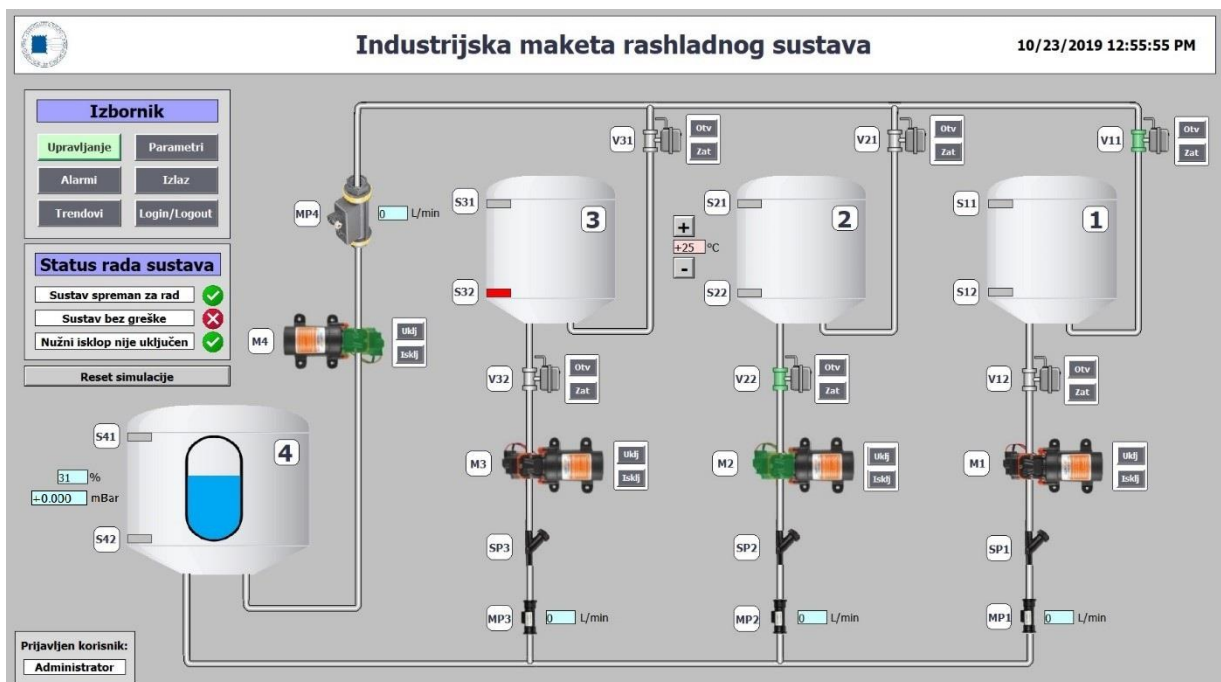 Industrijska maketa rashladnog sustava
10/23/2019 12:55:55 PM
Izbornik
Upravljanje
Parametri
Alarmi
Izlaz
Trendovi
Login/Logout
Status rada sustava
Sustav spreman za rad
Sustav bez greške
Nužni isklop nije uključen
Reset simulacije
V31
Otv
Zat
V21
Otv
Zat
V11
Otv
Zat
MP4
0 L/min
S31
3
S32
S21
2
+
+25 °C
-
S22
S11
1
S12
M4
Uklj
Isklj
V32
Otv
Zat
V22
Otv
Zat
V12
Otv
Zat
S41
4
31 %
+0.000 mBar
S42
M3
Uklj
Isklj
M2
Uklj
Isklj
M1
Uklj
Isklj
SP3
SP2
SP1
MP3
0 L/min
MP2
0 L/min
MP1
0 L/min
Prijavljen korisnik:
Administrator